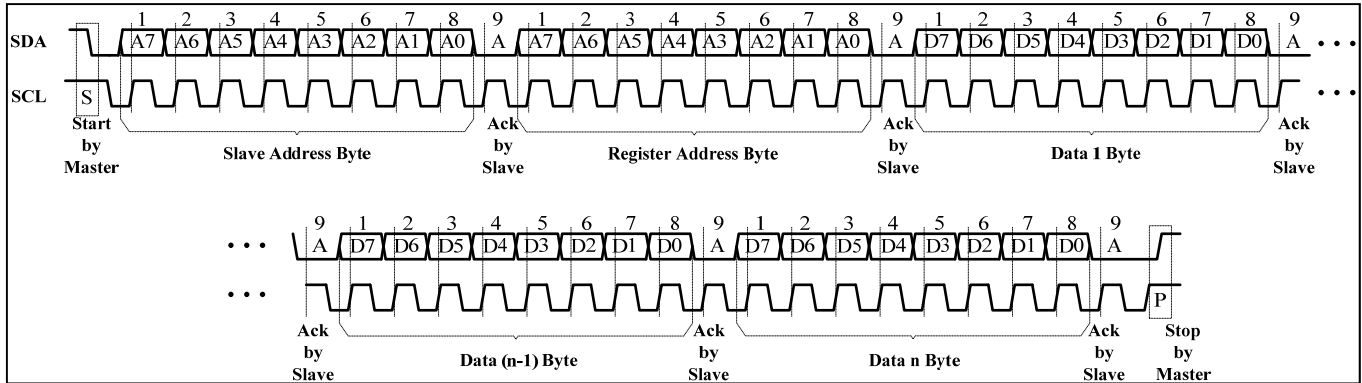 1 2 3 4 5 6 7 8 9 1 2 3 4 5 6 7 8 9 1 2 3 4 5 6 7 8 9
SDA A7 A6 A5 A4 A3 A2 A1 A0 A A7 A6 A5 A4 A3 A2 A1 A0 A D7 D6 D5 D4 D3 D2 D1 D0 A • • •
SCL S • • •
Start by Master
Slave Address Byte
Ack by Slave
Register Address Byte
Ack by Slave
Data 1 Byte
Ack by Slave
9 1 2 3 4 5 6 7 8 9 1 2 3 4 5 6 7 8 9
• • • A D7 D6 D5 D4 D3 D2 D1 D0 A D7 D6 D5 D4 D3 D2 D1 D0 A
• • • P
Ack by Slave
Data (n-1) Byte
Ack by Slave
Data n Byte
Ack by Slave
Stop by Master